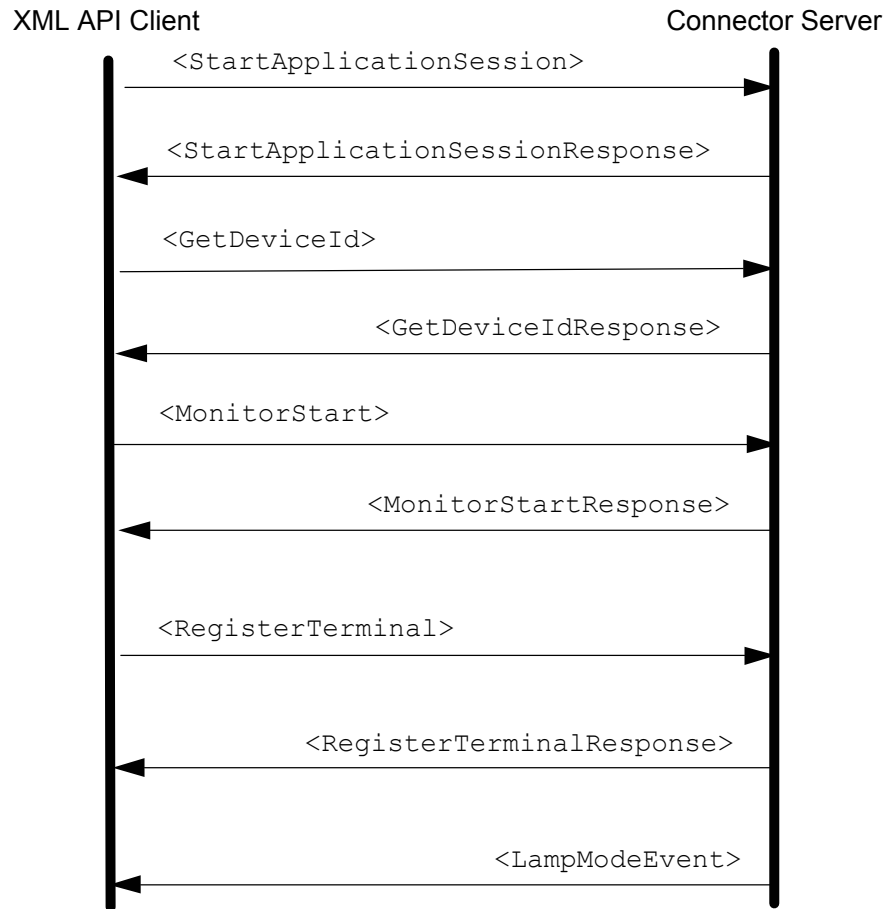 XML API Client
Connector Server
<StartApplicationSession>
<StartApplicationSessionResponse>
<GetDeviceId>
<GetDeviceIdResponse>
<MonitorStart>
<MonitorStartResponse>
<RegisterTerminal>
<RegisterTerminalResponse>
<LampModeEvent>